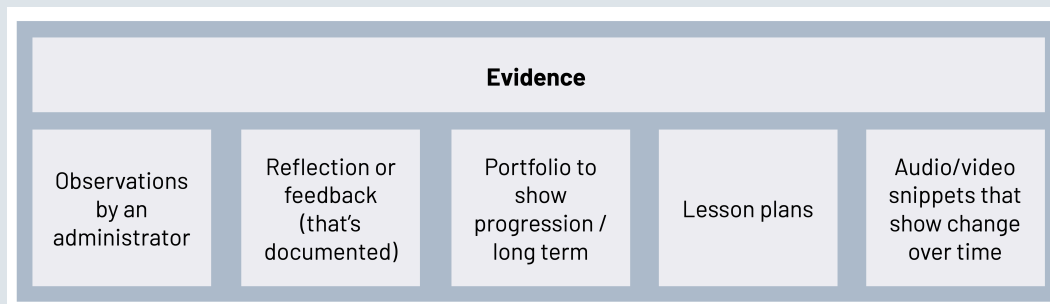 Evidence
Observations
by an
administrator
Reflection or
feedback
(that's
documented)
Portfolio to
show
progression /
long term
Lesson plans
Audio/video
snippets that
show change
over time